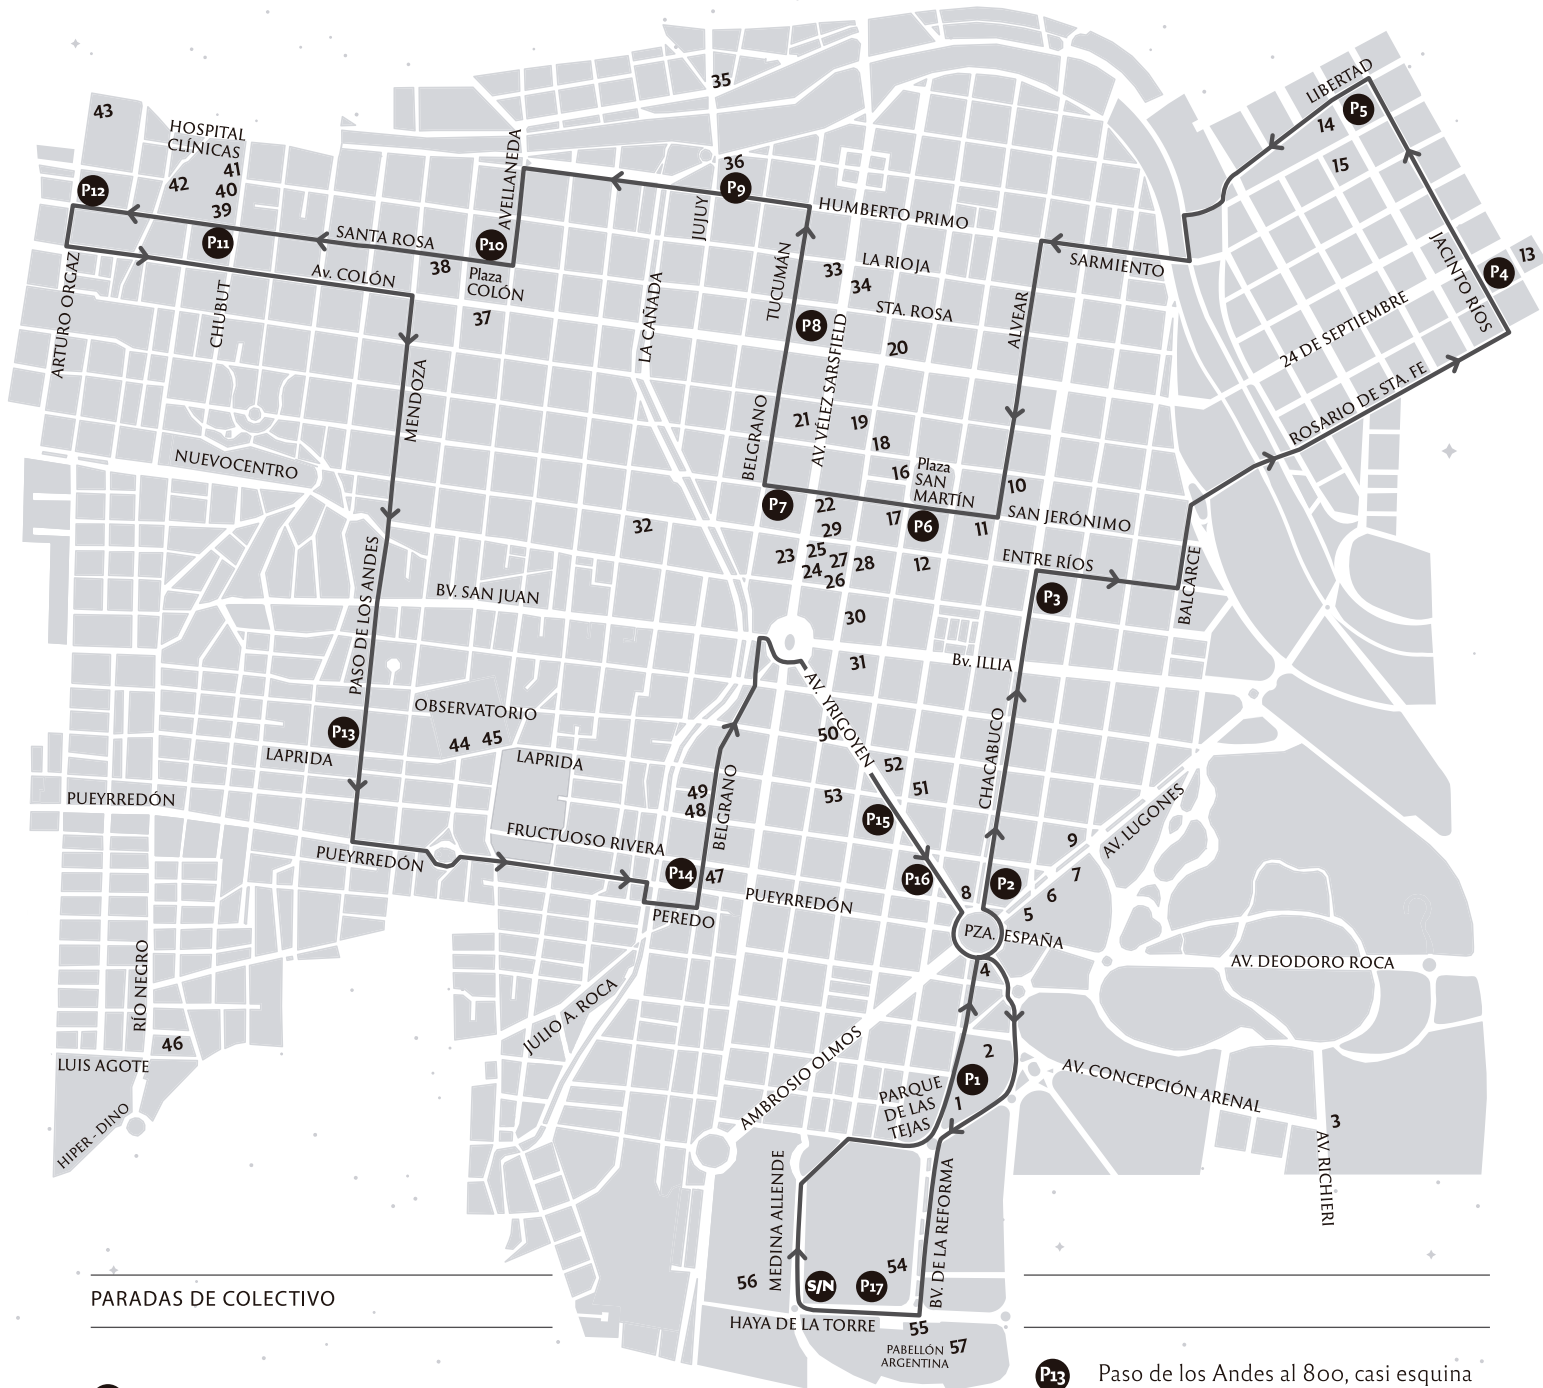 35
43
HOSPITAL
CLÍNICAS
41
42
40
39
P12
P11
AVELLANEDA
36
P9
JUJUY
HUMBERTO PRIMO
LIBERTAD
P5
14
15
SANTA ROSA
P10
38
Plaza
COLÓN
37
Av. COLÓN
ARTURO ORGAZ
CHUBUT
LA CAÑADA
TUCUMÁN
33
LA RIOJA
34
STA. ROSA
P8
20
AV. VÉLEZ SARSFIELD
ALVEAR
SARMIENTO
JACINTO RÍOS
13
P4
24 DE SEPTIEMBRE
ROSARIO DE STA. FE
MENDOZA
BELGRANO
21
19
18
16
Plaza
SAN
MARTÍN
10
NUEVOCENTRO
P7
22
17
P6
11
SAN JERÓNIMO
32
29
23
25
27
28
24
26
12
ENTRE RÍOS
P3
BALCARCE
PASO DE LOS ANDES
BV. SAN JUAN
30
31
Bv. ILLIA
AV. YRIGOYEN
OBSERVATORIO
P13
44
45
LAPRIDA
LAPRIDA
50
52
51
53
CHACABUCO
49
48
BELGRANO
PUEYRREDÓN
P15
AV. LUGONES
9
FRUCTUOSO RIVERA
PUEYRREDÓN
P14
47
PUEYRREDÓN
PEREDO
P16
8
P2
7
6
5
PZA. ESPAÑA
4
AV. DEODORO ROCA
RÍO NEGRO
JULIO A. ROCA
46
LUIS AGOTE
HIPER - DINO
AMBROSIO OLMOS
2
P1
1
PARQUE
DE LAS
TEJAS
AV. CONCEPCIÓN ARENAL
3
AV. RICHIERI
MEDINA ALLENDE
BV. DE LA REFORMA
56
S/N
P17
54
HAYA DE LA TORRE
55
PABELLÓN
ARGENTINA
57
PARADAS DE COLECTIVO
P13 Paso de los Andes al 800, casi esquina